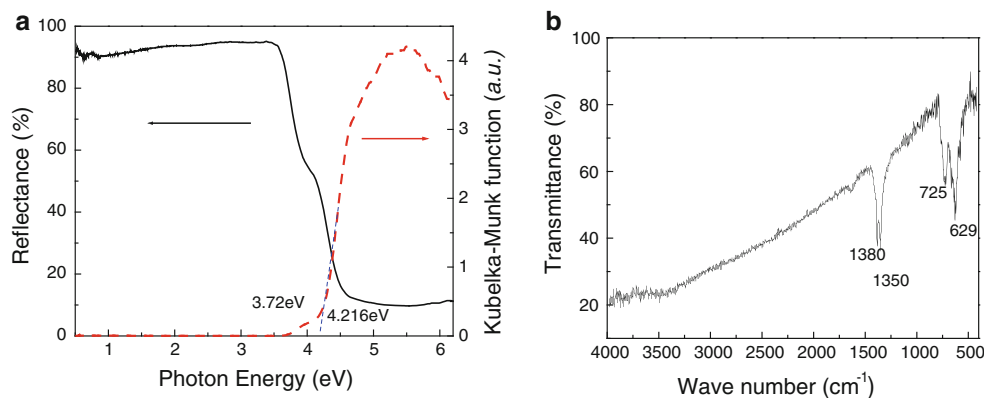 a
100
80
60
40
20
0
Reflectance (%)
3.72eV
4.216eV
4
3
2
1
0
Kubelka-Munk function (a.u.)
1 2 3 4 5 6
Photon Energy (eV)
b
100
80
60
40
20
Transmittance (%)
725
629
1380
1350
4000 3500 3000 2500 2000 1500 1000 500
Wave number (cm⁻¹)